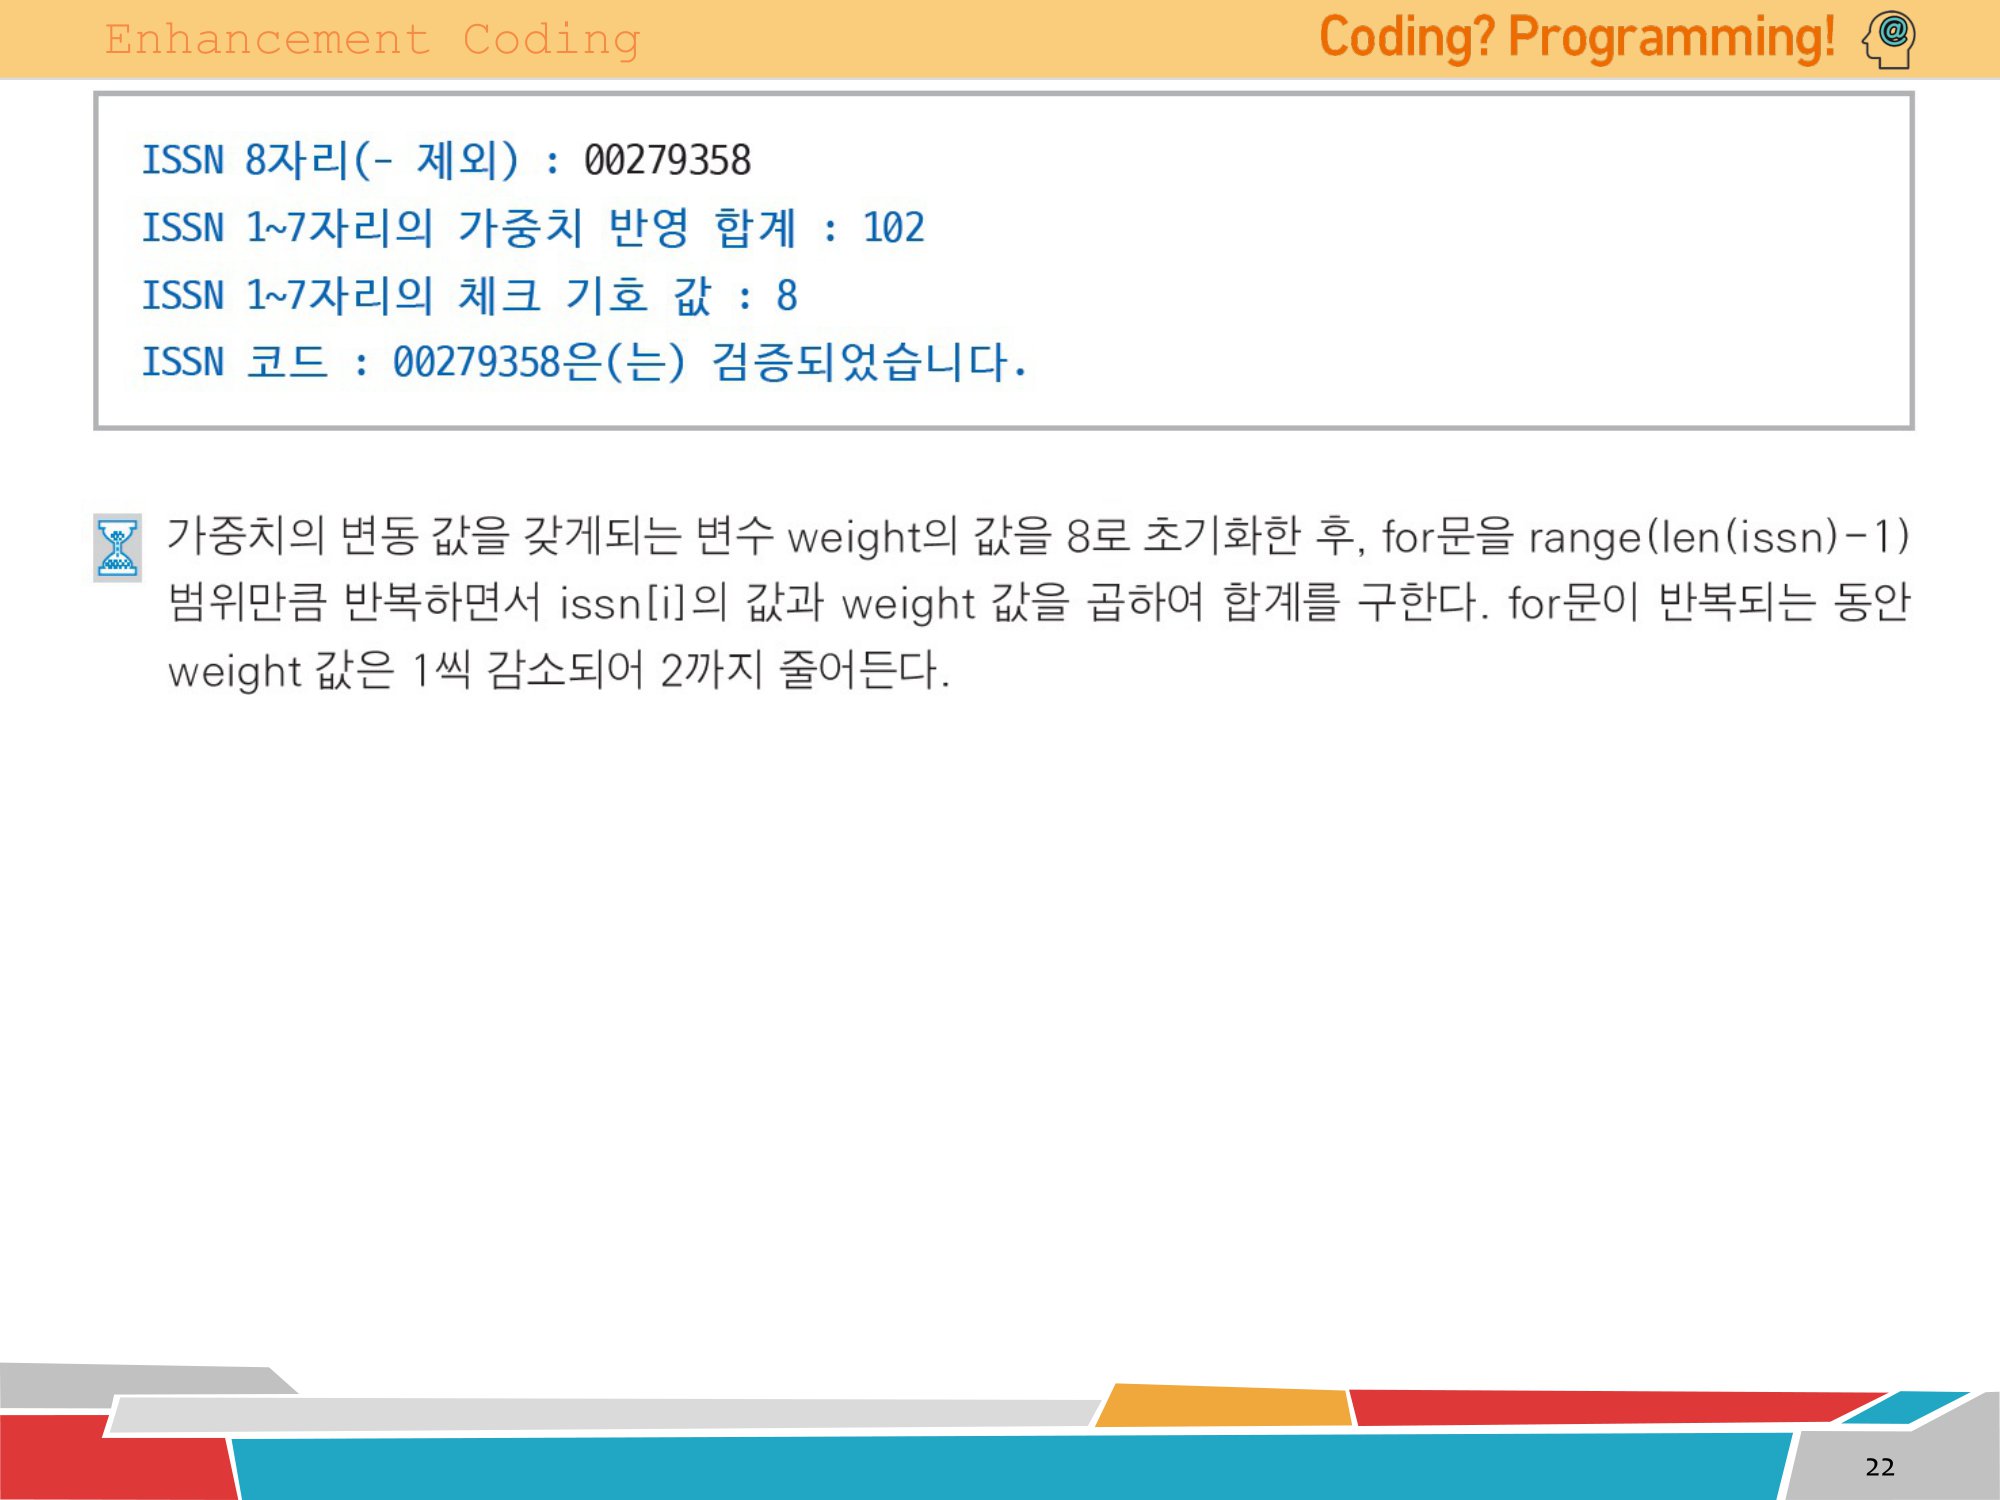 Enhancement Coding
Coding? Programming!
ISSN 8자리(- 제외) : 00279358
ISSN 1~7자리의 가중치 반영 합계 : 102
ISSN 1~7자리의 체크 기호 값 : 8
ISSN 코드 : 00279358은(는) 검증되었습니다.
가중치의 변동 값을 갖게되는 변수 weight의 값을 8로 초기화한 후, for문을 range(len(issn)-1)
범위만큼 반복하면서 issn[i]의 값과 weight 값을 곱하여 합계를 구한다. for문이 반복되는 동안
weight 값은 1씩 감소되어 2까지 줄어든다.
22